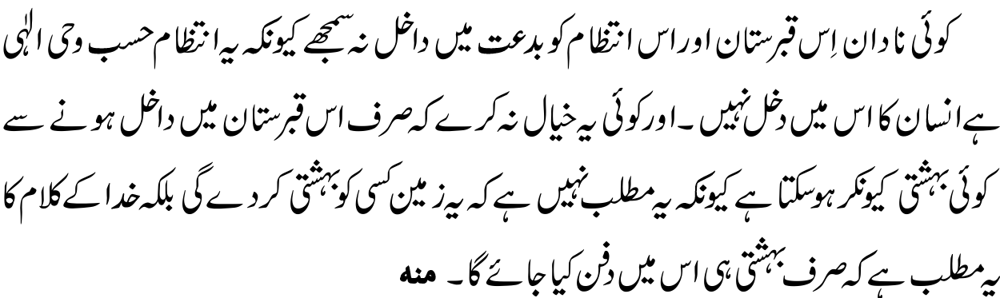 کوئی نادان اِس قبرستان اور اس انتظام کو بدعت میں داخل نہ سمجھے کیونکہ یہ انتظام حسب وحی الٰہی
ہے انسان کا اس میں دخل نہیں۔ اور کوئی یہ خیال نہ کرے کہ صرف اس قبرستان میں داخل ہونے سے
کوئی بہشتی کیونکر ہوسکتا ہے کیونکہ یہ مطلب نہیں ہے کہ یہ زمین کسی کو بہشتی کردے گی بلکہ خدا کے کلام کا
یہ مطلب ہے کہ صرف بہشتی ہی اس میں دفن کیا جائے گا۔ منه